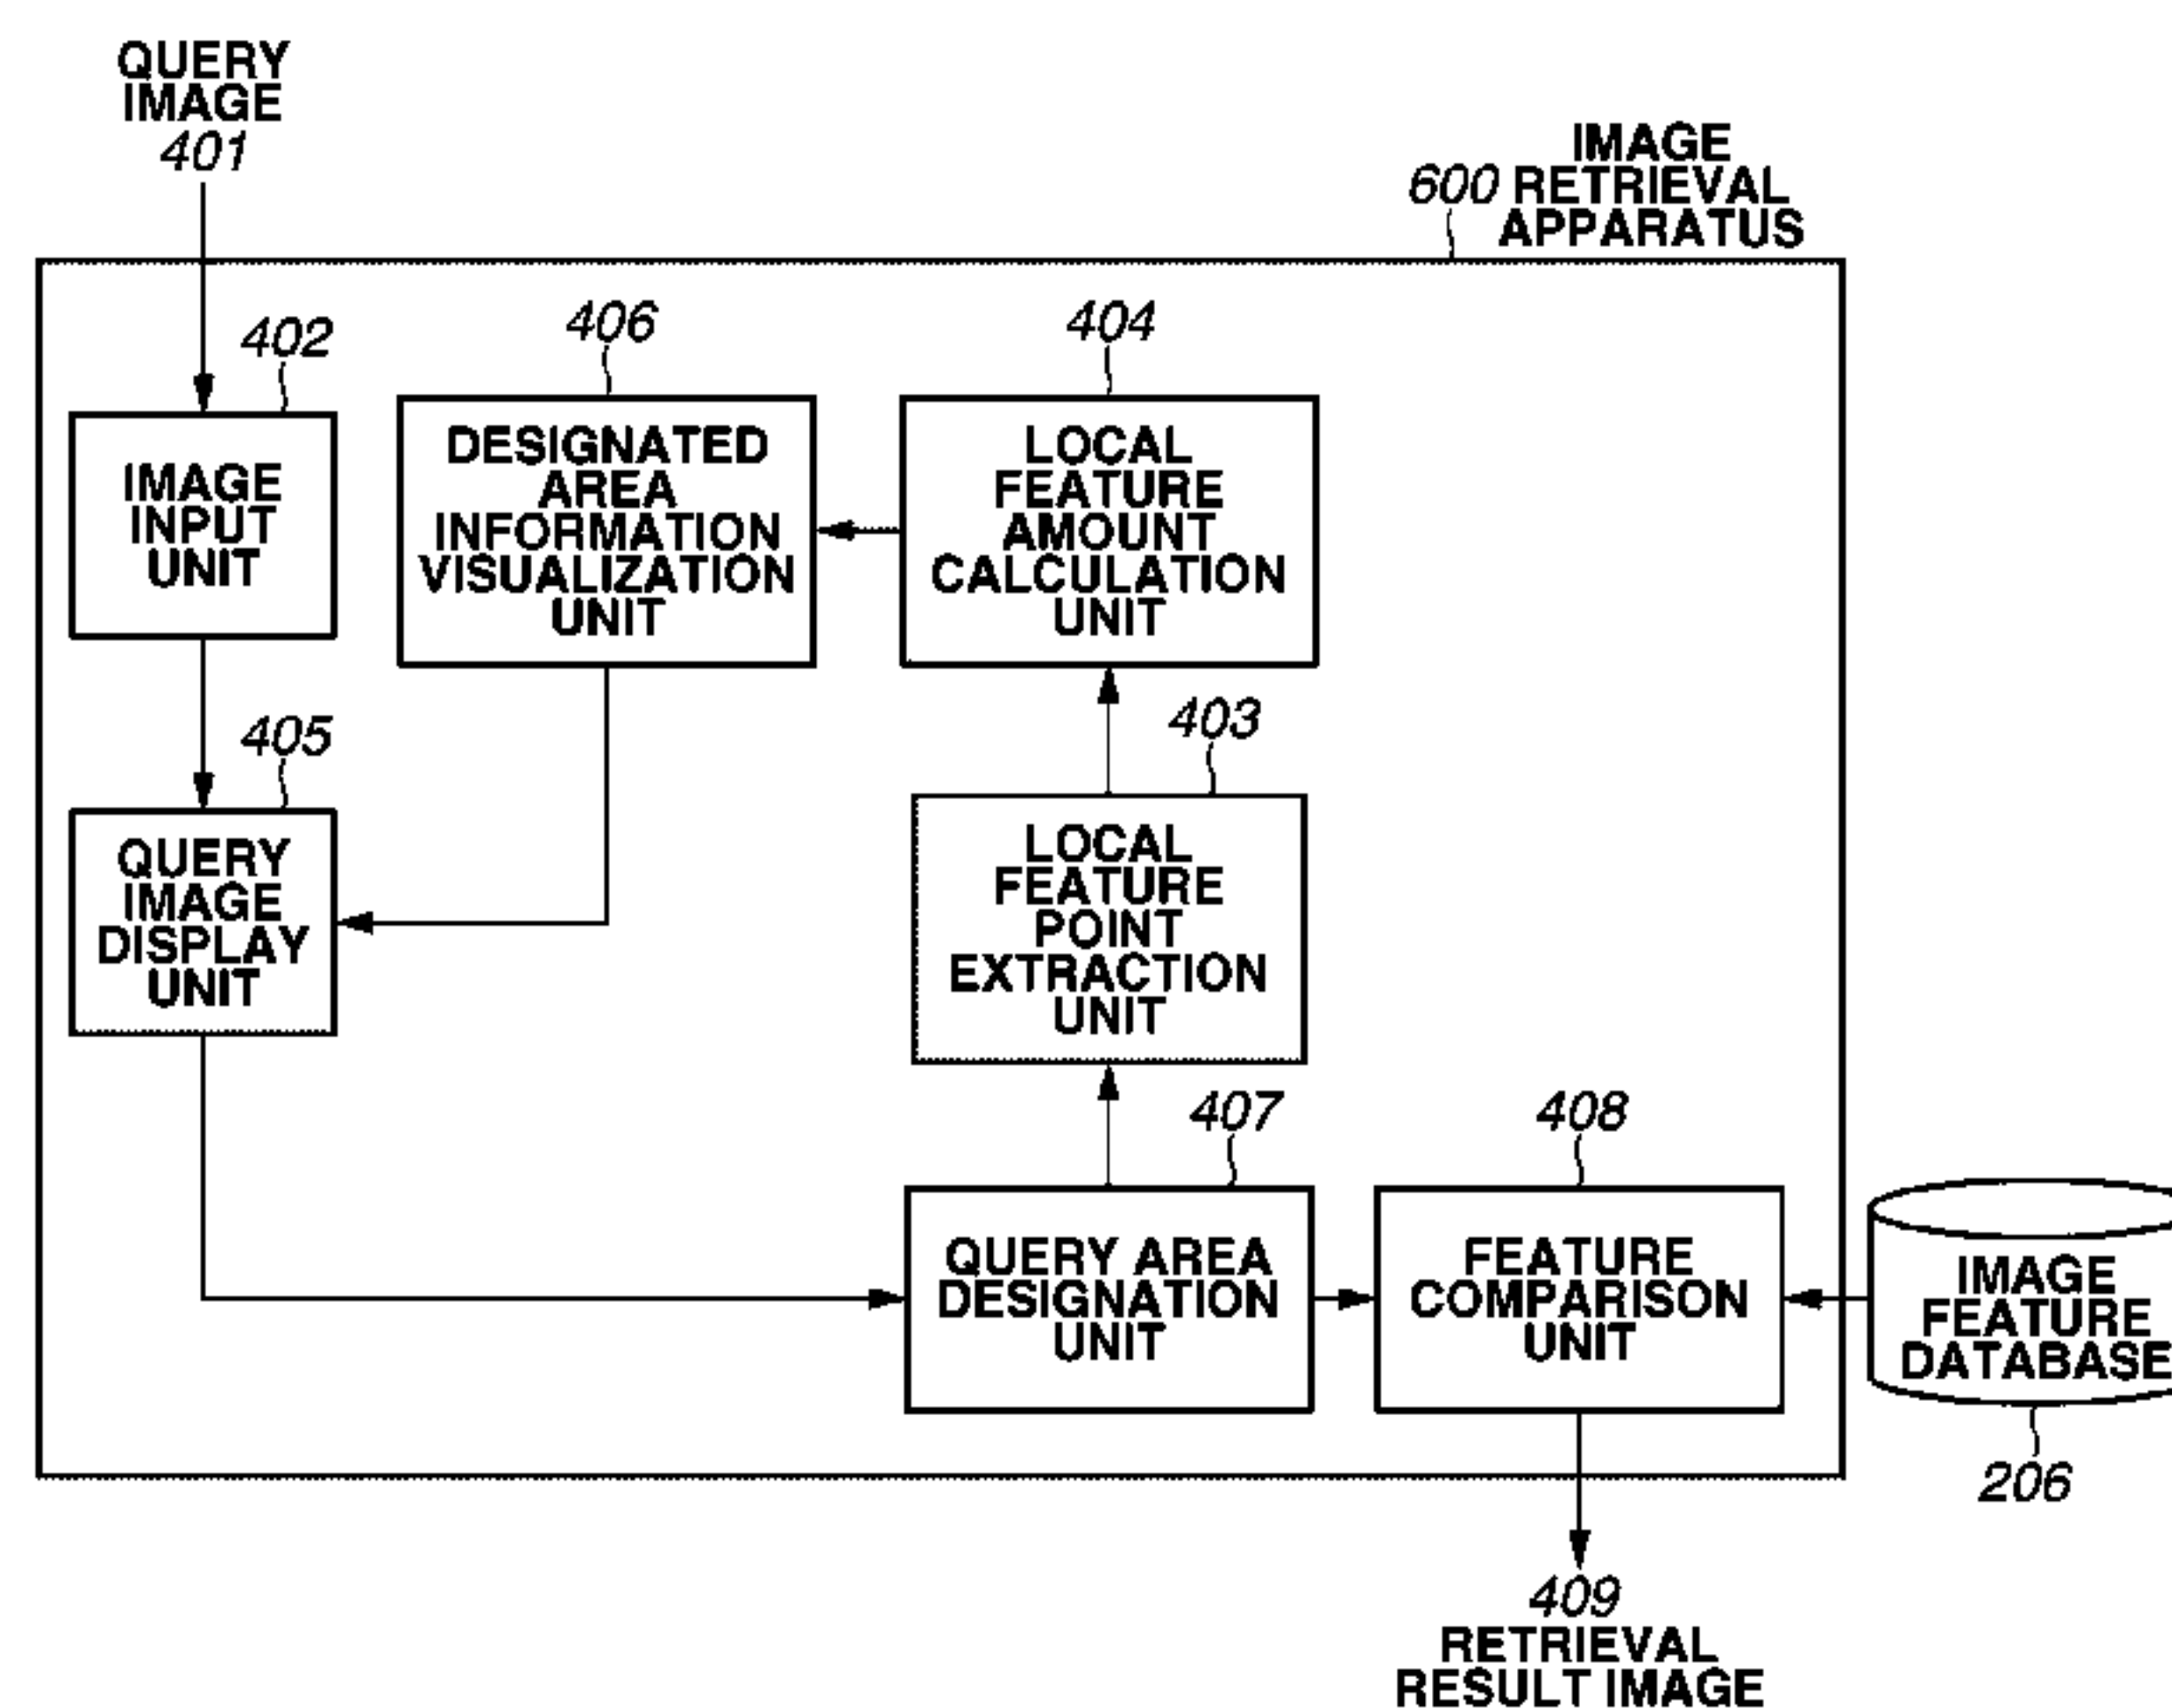 QUERY
IMAGE
401
IMAGE
600 RETRIEVAL
APPARATUS
402
406
404
IMAGE
INPUT
UNIT
DESIGNATED
AREA
INFORMATION
VISUALIZATION
UNIT
LOCAL
FEATURE
AMOUNT
CALCULATION
UNIT
405
403
QUERY
IMAGE
DISPLAY
UNIT
LOCAL
FEATURE
POINT
EXTRACTION
UNIT
407
408
QUERY AREA
DESIGNATION
UNIT
FEATURE
COMPARISON
UNIT
IMAGE
FEATURE
DATABASE
206
409
RETRIEVAL
RESULT IMAGE